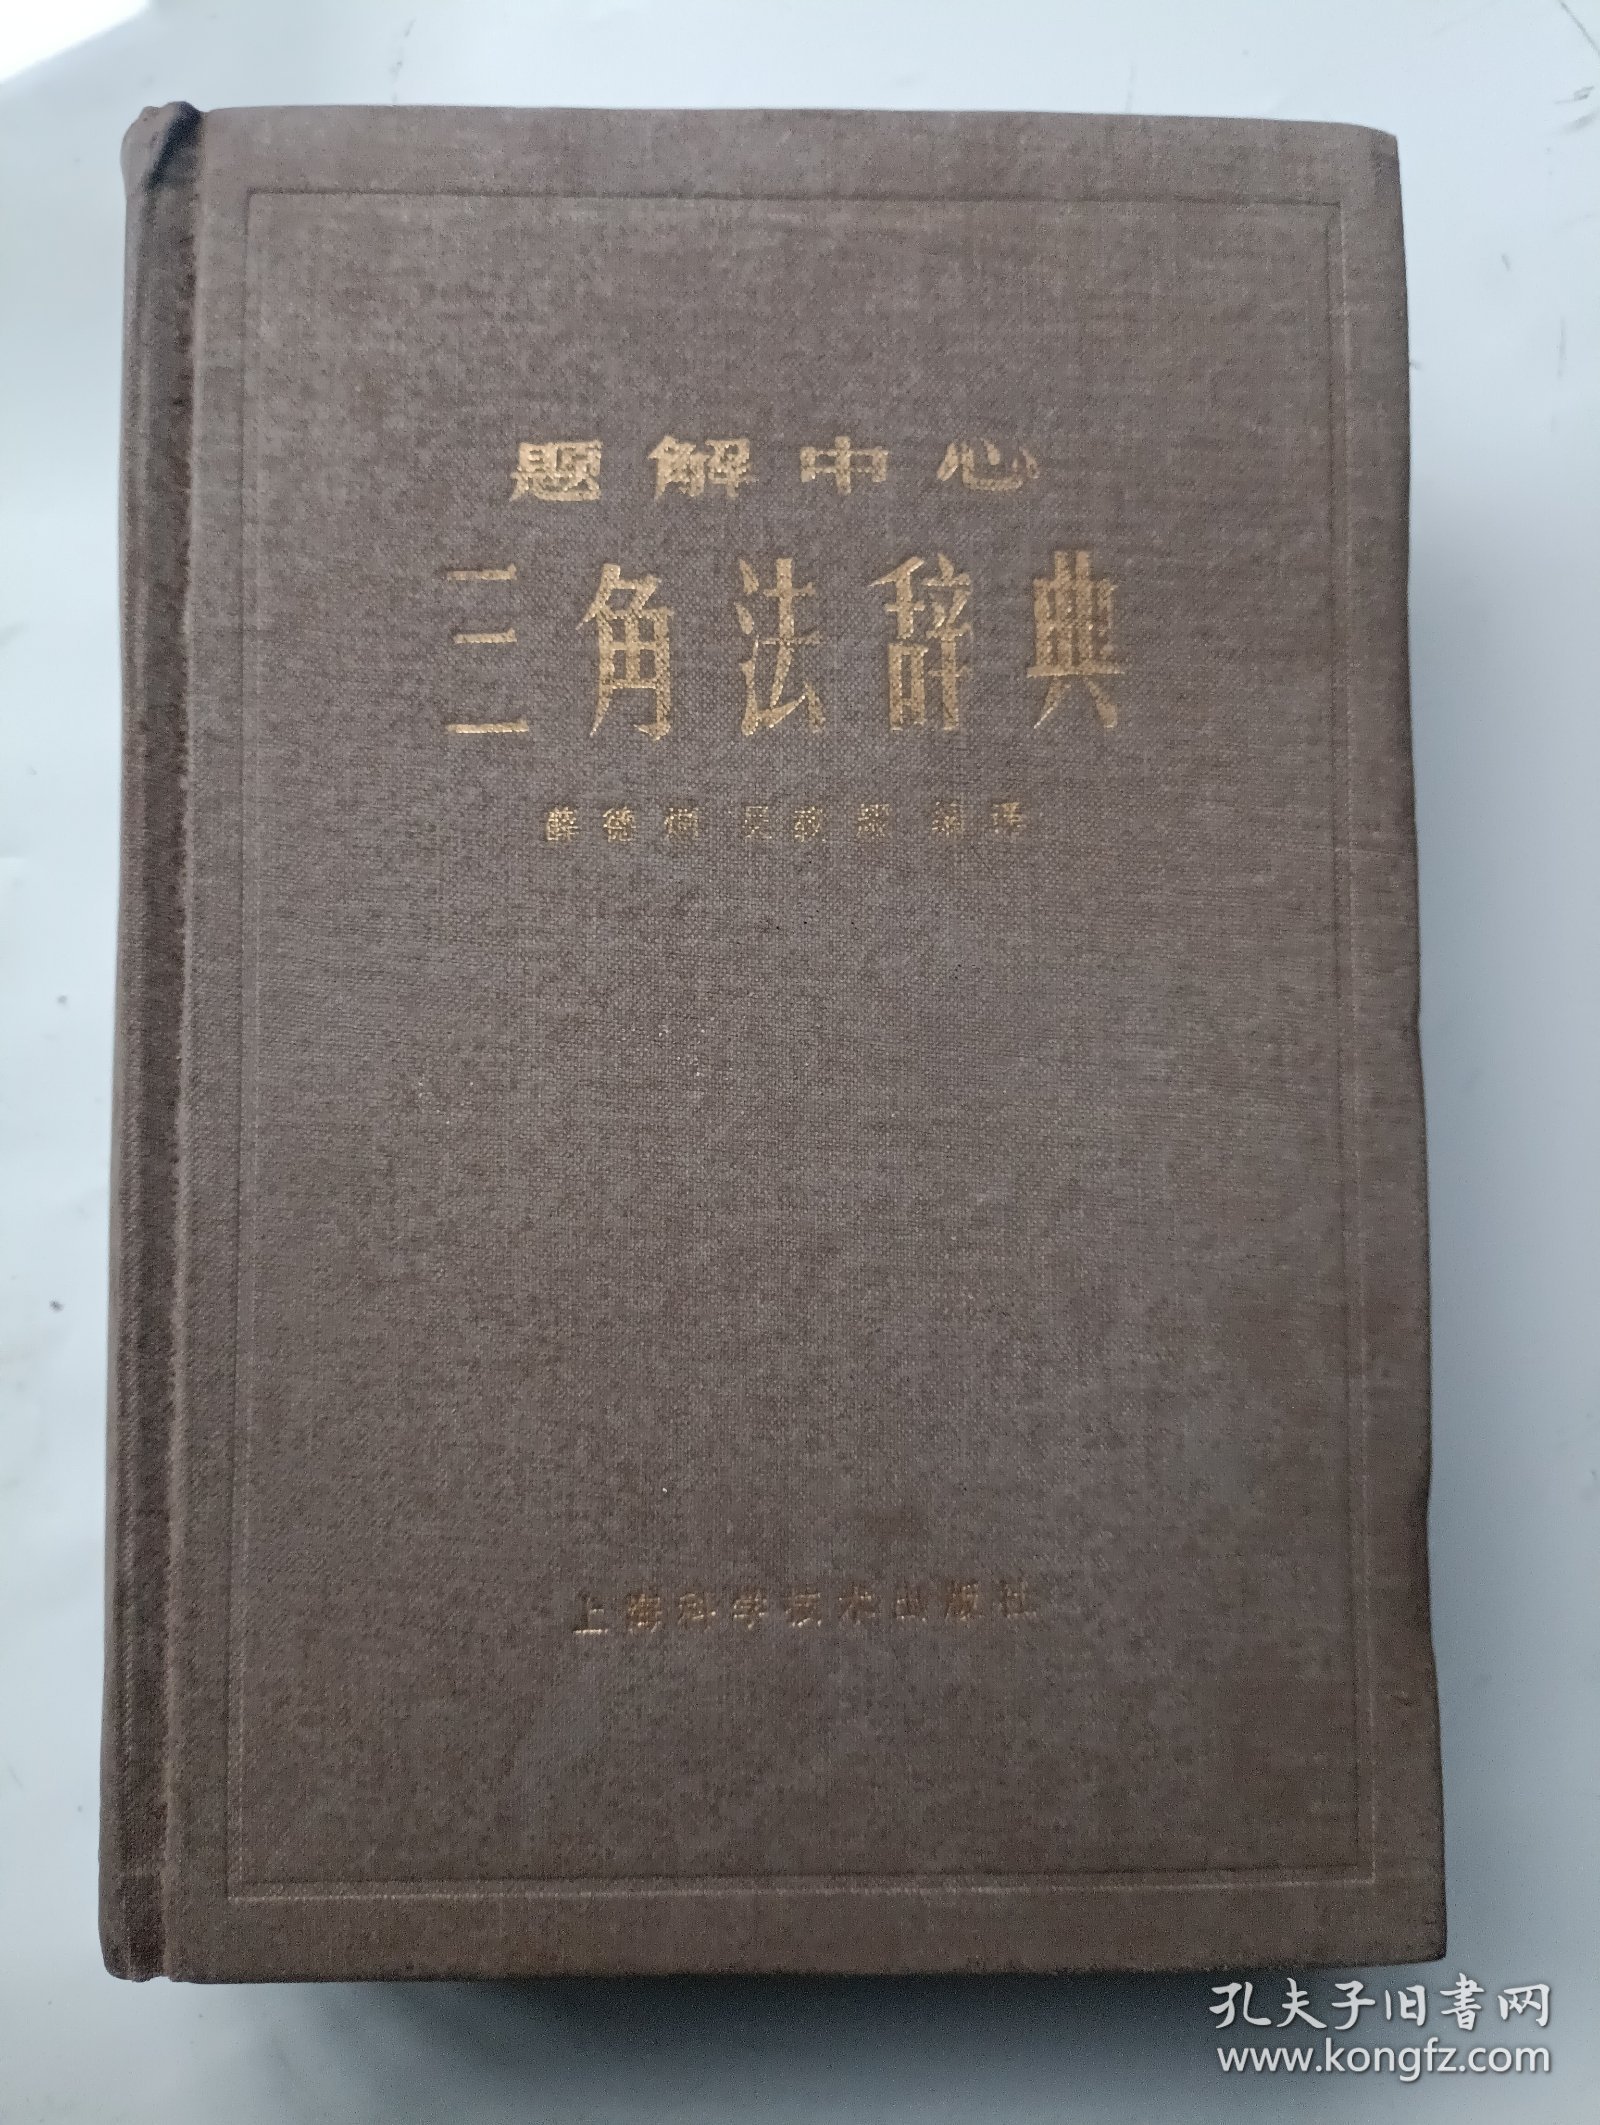 题解中心
三角法辞典
薛德炯 吴载耀 编译
上海科学技术出版社
孔夫子旧书网
www.kongfz.com